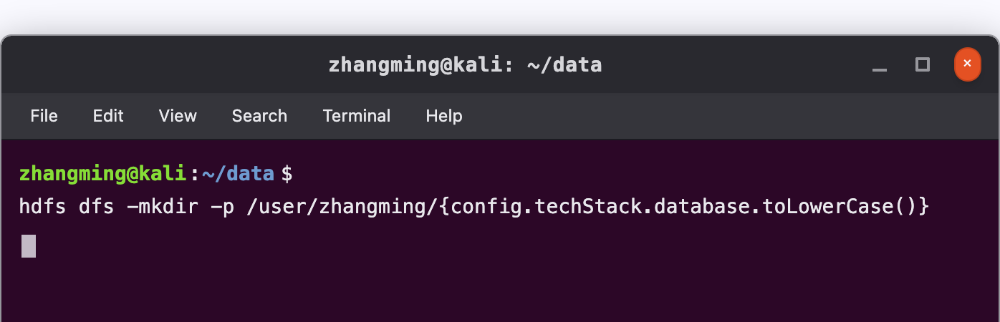 zhangming@kali: ~/data
×
File Edit View Search Terminal Help
zhangming@kali:~/data $
hdfs dfs -mkdir -p /user/zhangming/{config.techStack.database.toLowerCase()}